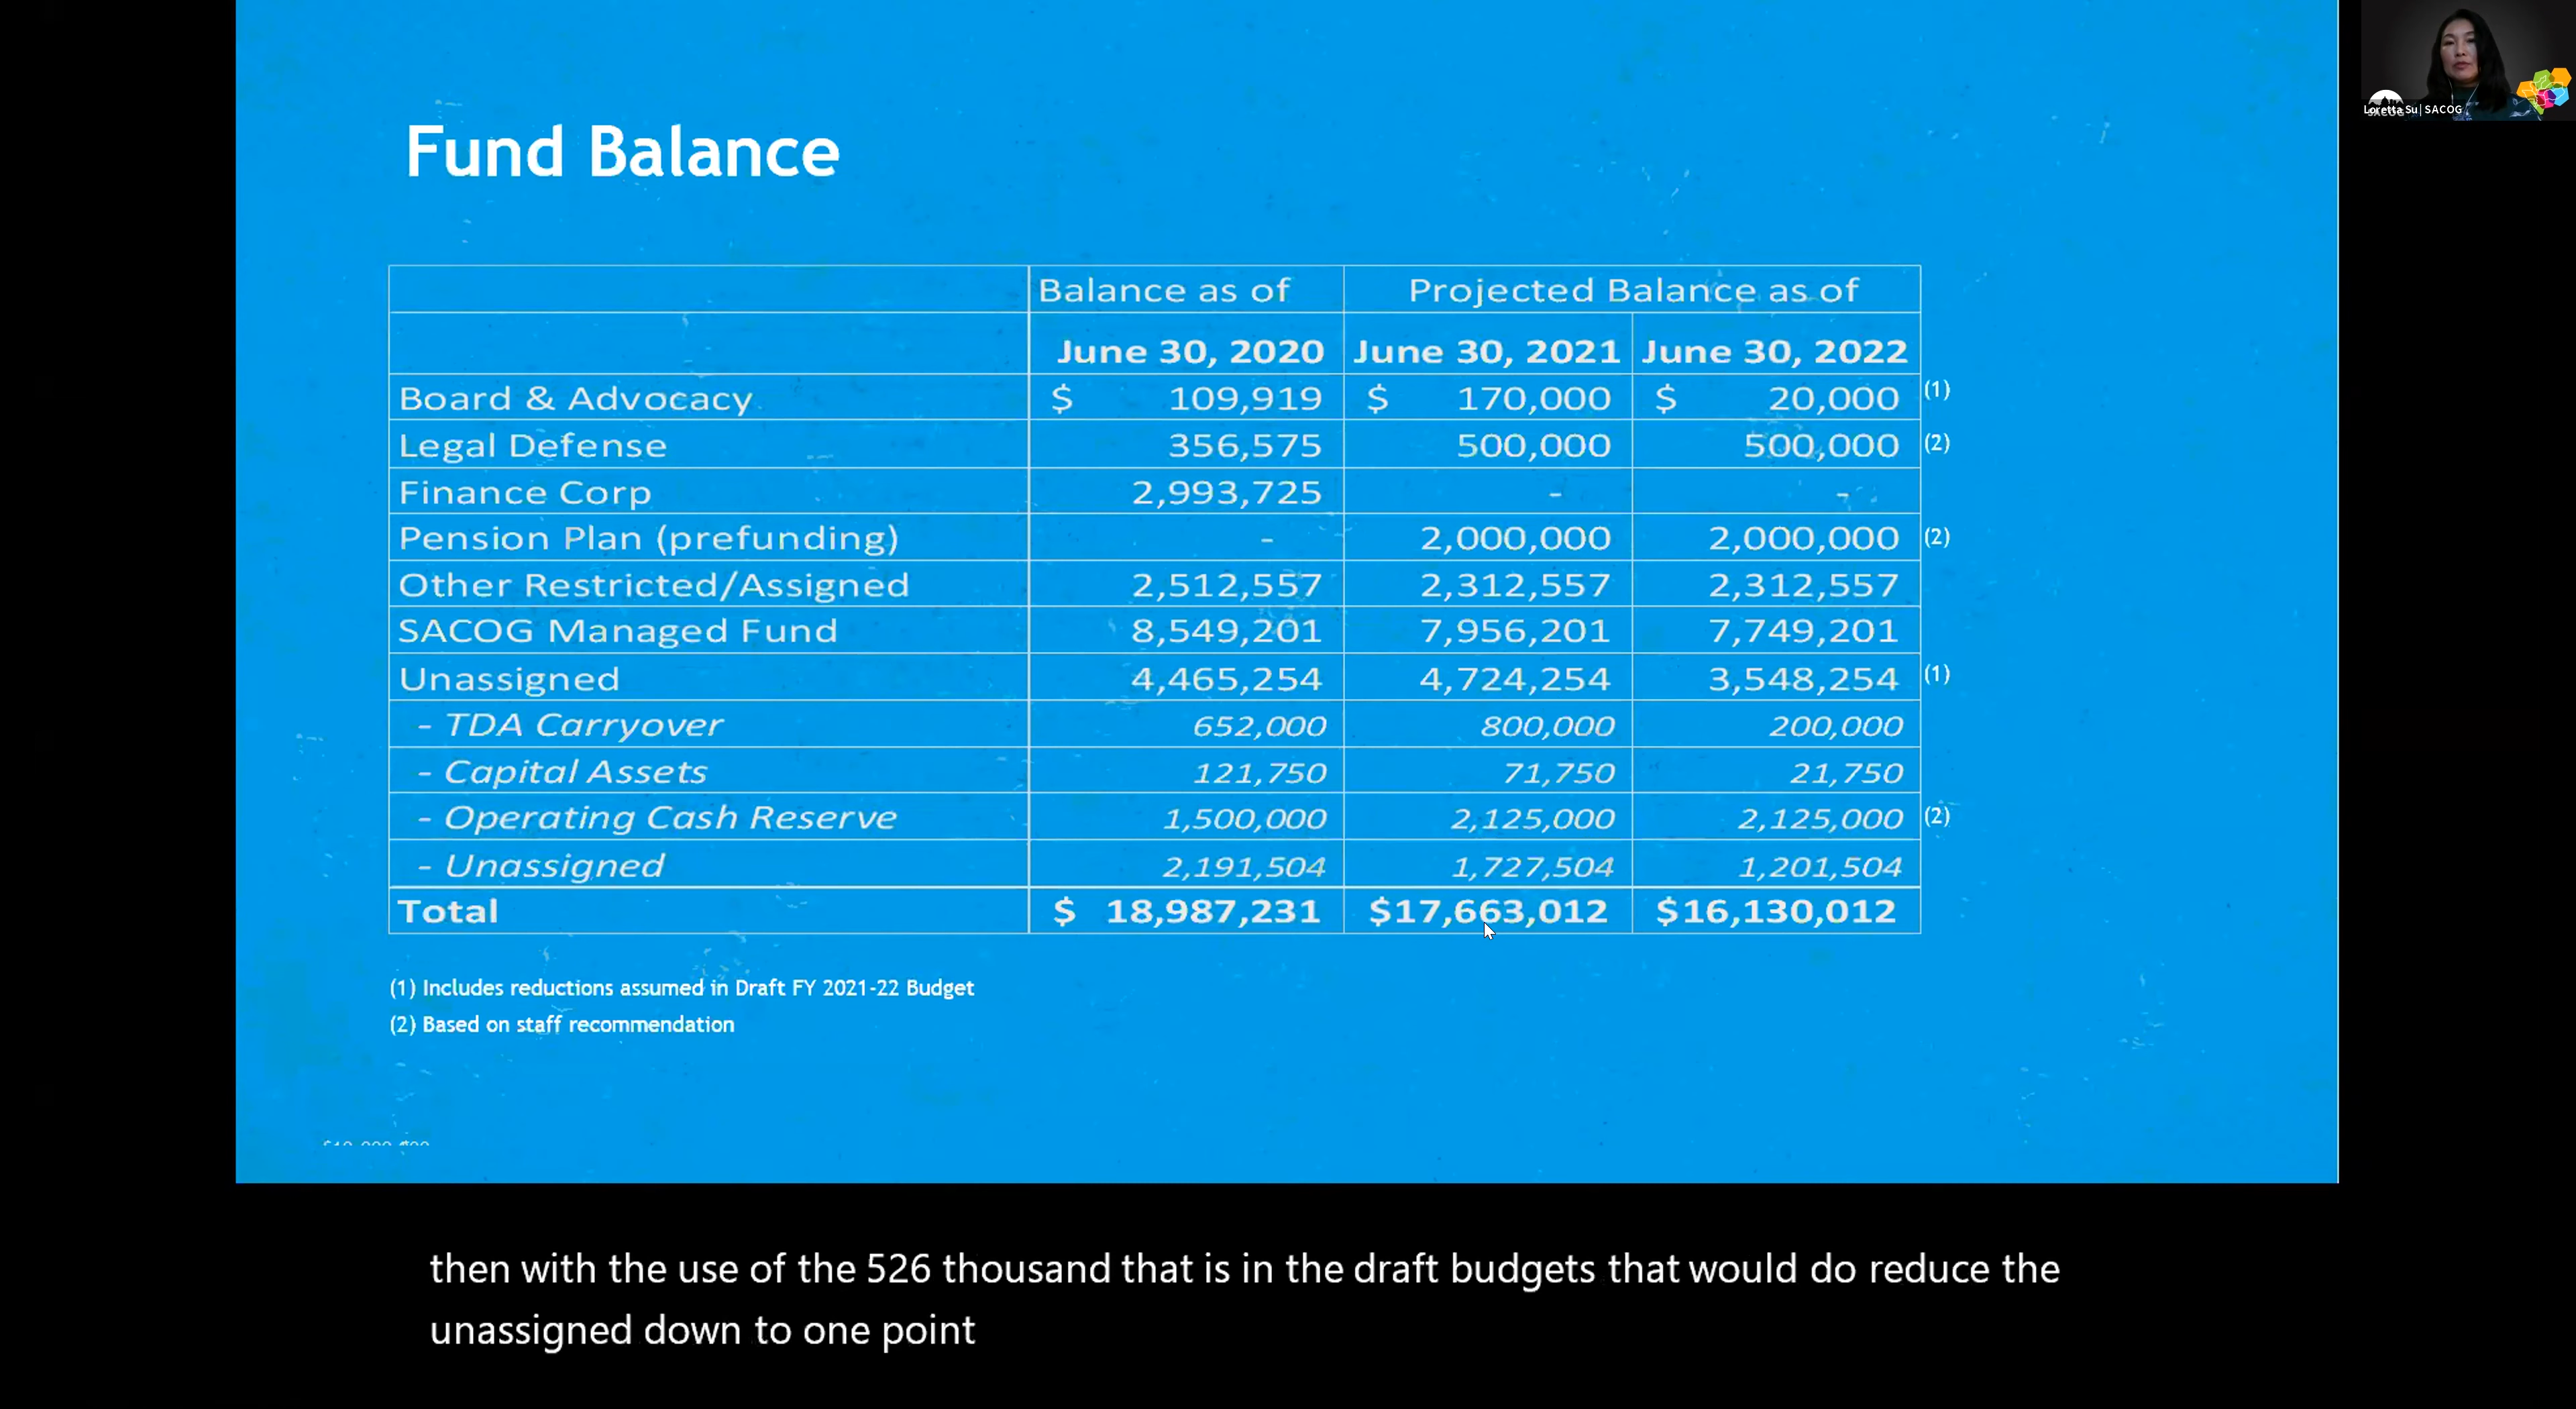 Loretta Su | SACOG
Fund Balance
Balance as of Projected Balance as of
June 30, 2020 June 30, 2021 June 30, 2022
Board & Advocacy $ 109,919 $ 170,000 $ 20,000 (1)
Legal Defense 356,575 500,000 500,000 (2)
Finance Corp 2,993,725 - -
Pension Plan (prefunding) - 2,000,000 2,000,000 (2)
Other Restricted/Assigned 2,512,557 2,312,557 2,312,557
SACOG Managed Fund 8,549,201 7,956,201 7,749,201
Unassigned 4,465,254 4,724,254 3,548,254 (1)
- TDA Carryover 652,000 800,000 200,000
- Capital Assets 121,750 71,750 21,750
- Operating Cash Reserve 1,500,000 2,125,000 2,125,000 (2)
- Unassigned 2,191,504 1,727,504 1,201,504
Total $ 18,987,231 $17,663,012 $16,130,012
(1) Includes reductions assumed in Draft FY 2021-22 Budget
(2) Based on staff recommendation
then with the use of the 526 thousand that is in the draft budgets that would do reduce the
unassigned down to one point